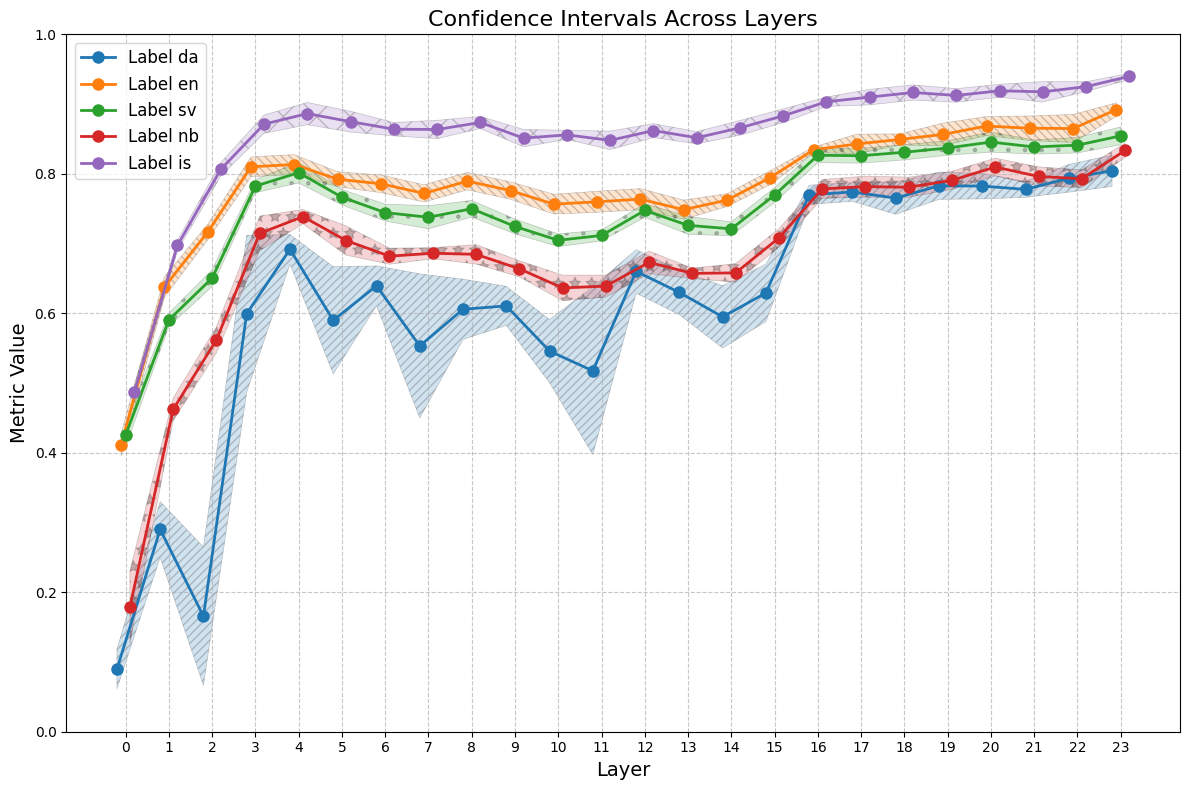 Confidence Intervals Across Layers
Label da
Label en
Label sv
Label nb
Label is
Metric Value
1.0
0.8
0.6
0.4
0.2
0.0
0 1 2 3 4 5 6 7 8 9 10 11 12 13 14 15 16 17 18 19 20 21 22 23
Layer